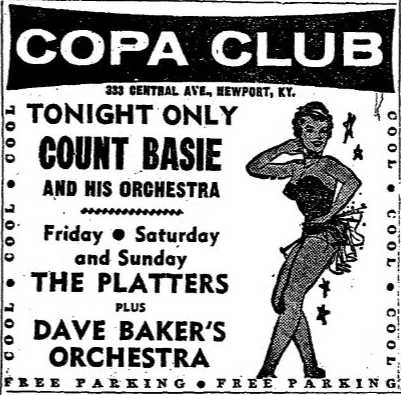 COPA CLUB
333 CENTRAL AVE., NEWPORT, KY.
TONIGHT ONLY
COUNT BASIE
AND HIS ORCHESTRA
Friday ● Saturday
and Sunday
THE PLATTERS
PLUS
DAVE BAKER'S
ORCHESTRA
COOL • COOL • COOL
COOL • COOL • COOL
FREE PARKING • FREE PARKING